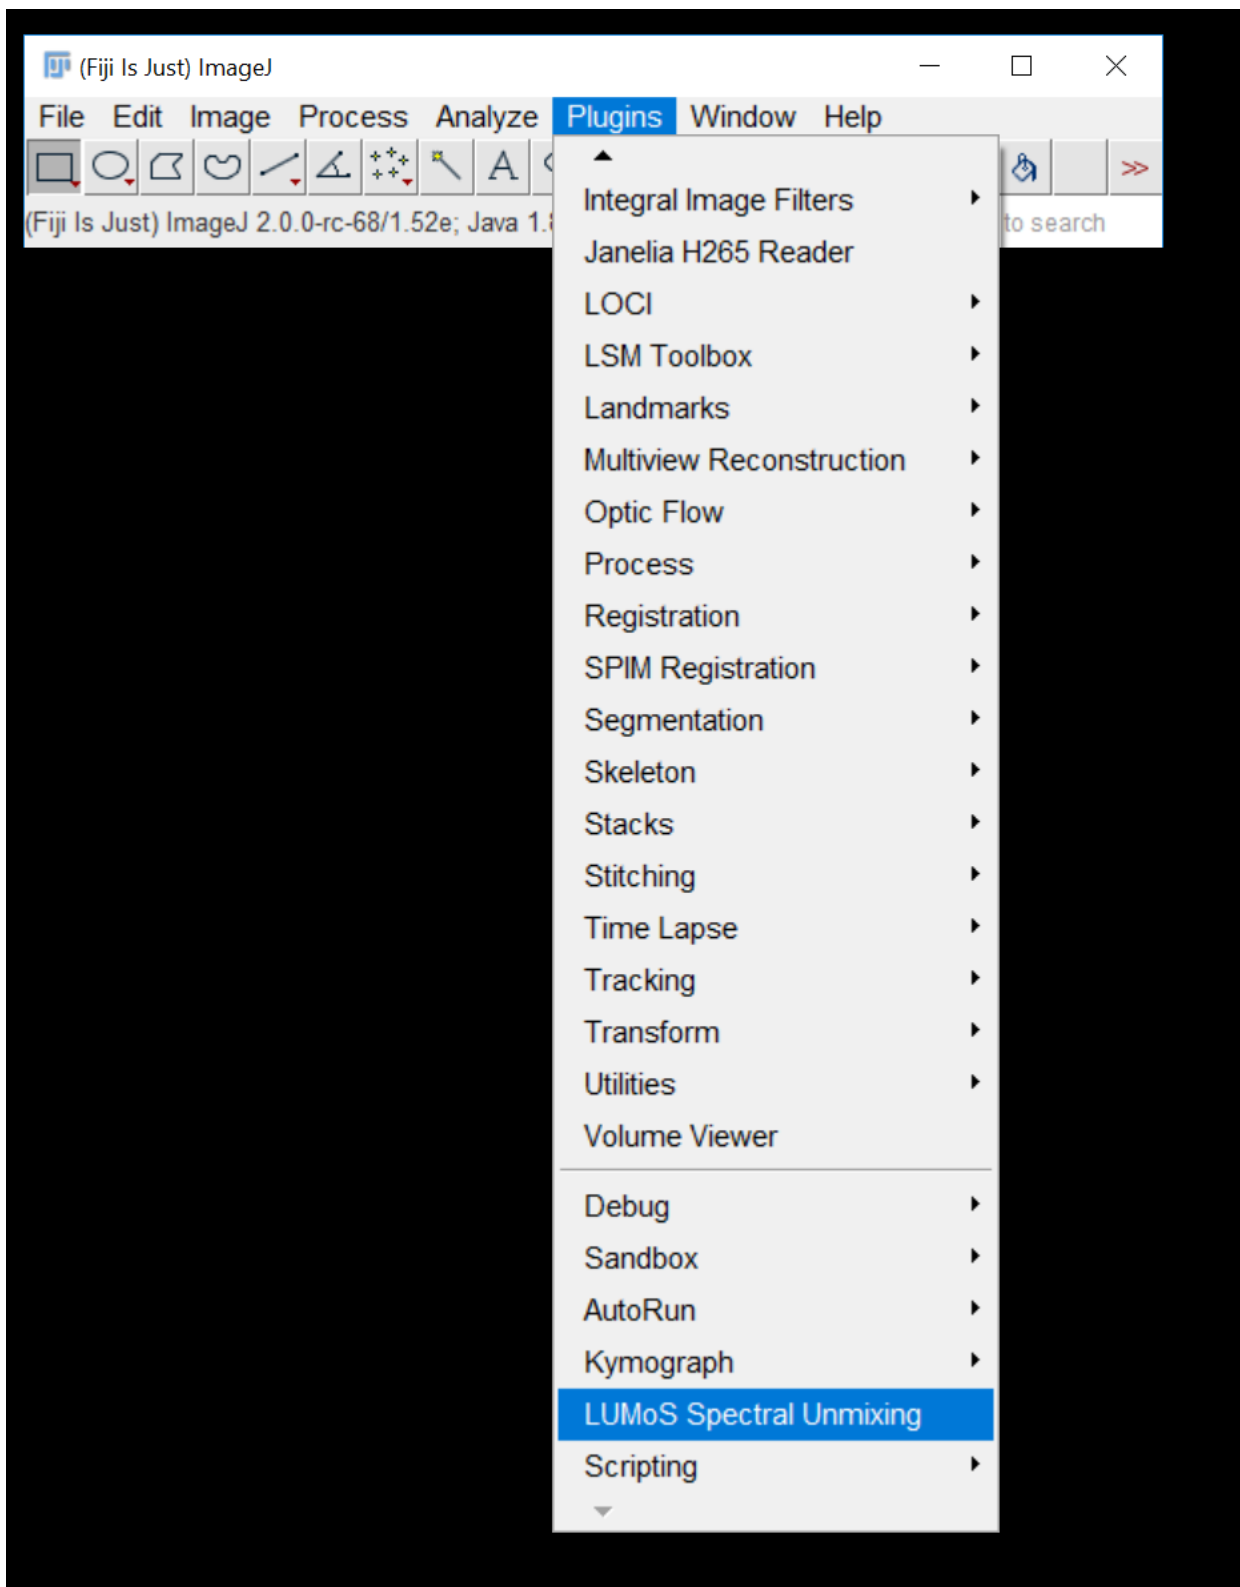 (Fiji Is Just) ImageJ
File Edit Image Process Analyze Plugins Window Help
A
(Fiji Is Just) ImageJ 2.0.0-rc-68/1.52e; Java 1.8 to search
Integral Image Filters
Janelia H265 Reader
LOCI
LSM Toolbox
Landmarks
Multiview Reconstruction
Optic Flow
Process
Registration
SPIM Registration
Segmentation
Skeleton
Stacks
Stitching
Time Lapse
Tracking
Transform
Utilities
Volume Viewer
Debug
Sandbox
AutoRun
Kymograph
LUMoS Spectral Unmixing
Scripting